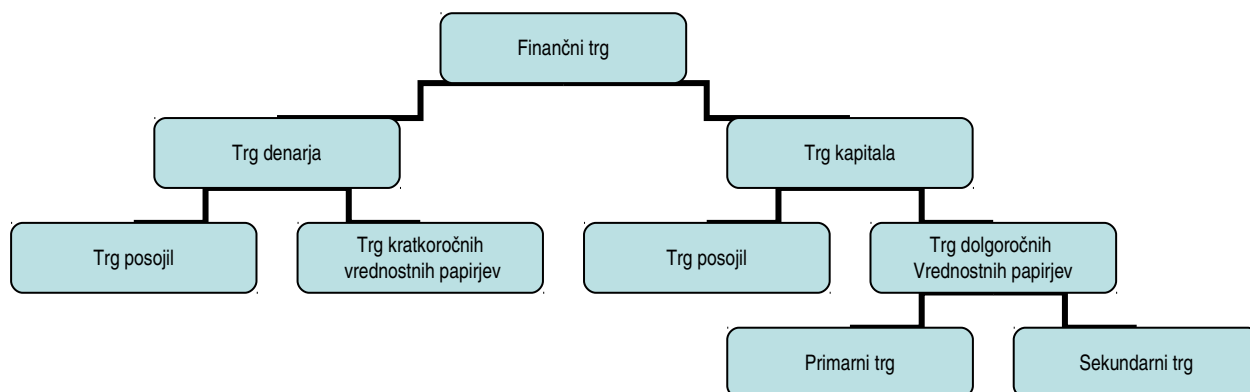 Finančni trg
Trg denarja
Trg kapitala
Trg posojil
Trg kratkoročnih
vrednostnih papirjev
Trg posojil
Trg dolgoročnih
Vrednostnih papirjev
Primarni trg
Sekundarni trg